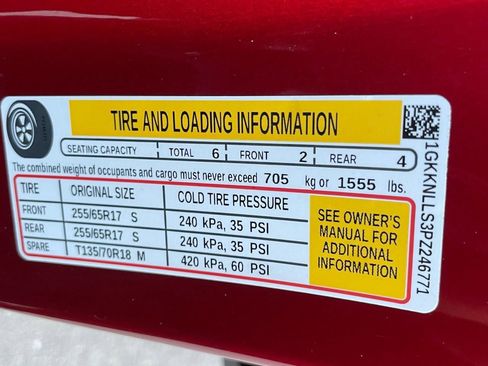 TIRE AND LOADING INFORMATION
SEATING CAPACITY TOTAL 6 FRONT 2 REAR 4
The combined weight of occupants and cargo must never exceed 705 kg or 1555 lbs.
TIRE ORIGINAL SIZE COLD TIRE PRESSURE
FRONT 255/65R17 S 240 kPa, 35 PSI
REAR 255/65R17 S 240 kPa, 35 PSI
SPARE T135/70R18 M 420 kPa, 60 PSI
SEE OWNER'S
MANUAL FOR
ADDITIONAL
INFORMATION
1GKKNLLS3PZ246771